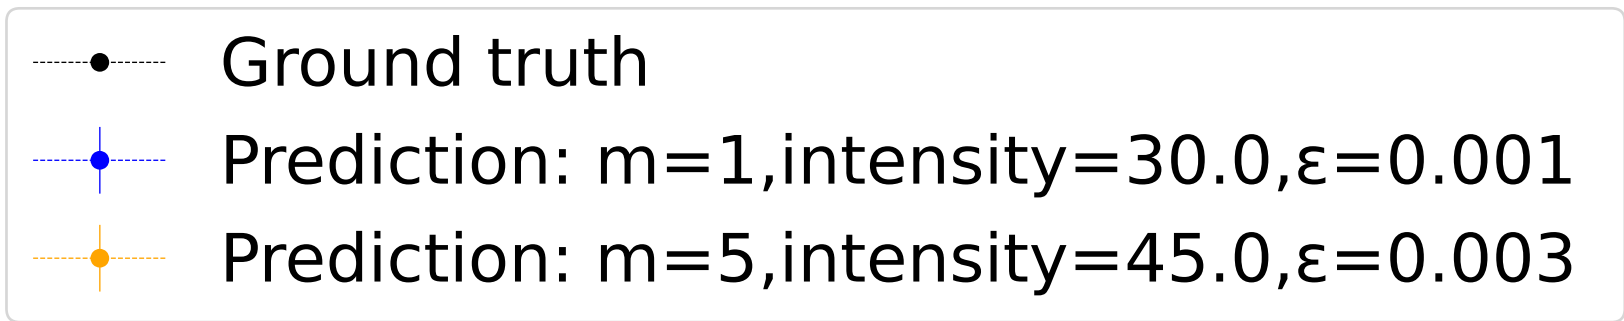 Ground truth
Prediction: m=1,intensity=30.0,ε=0.001
Prediction: m=5,intensity=45.0,ε=0.003